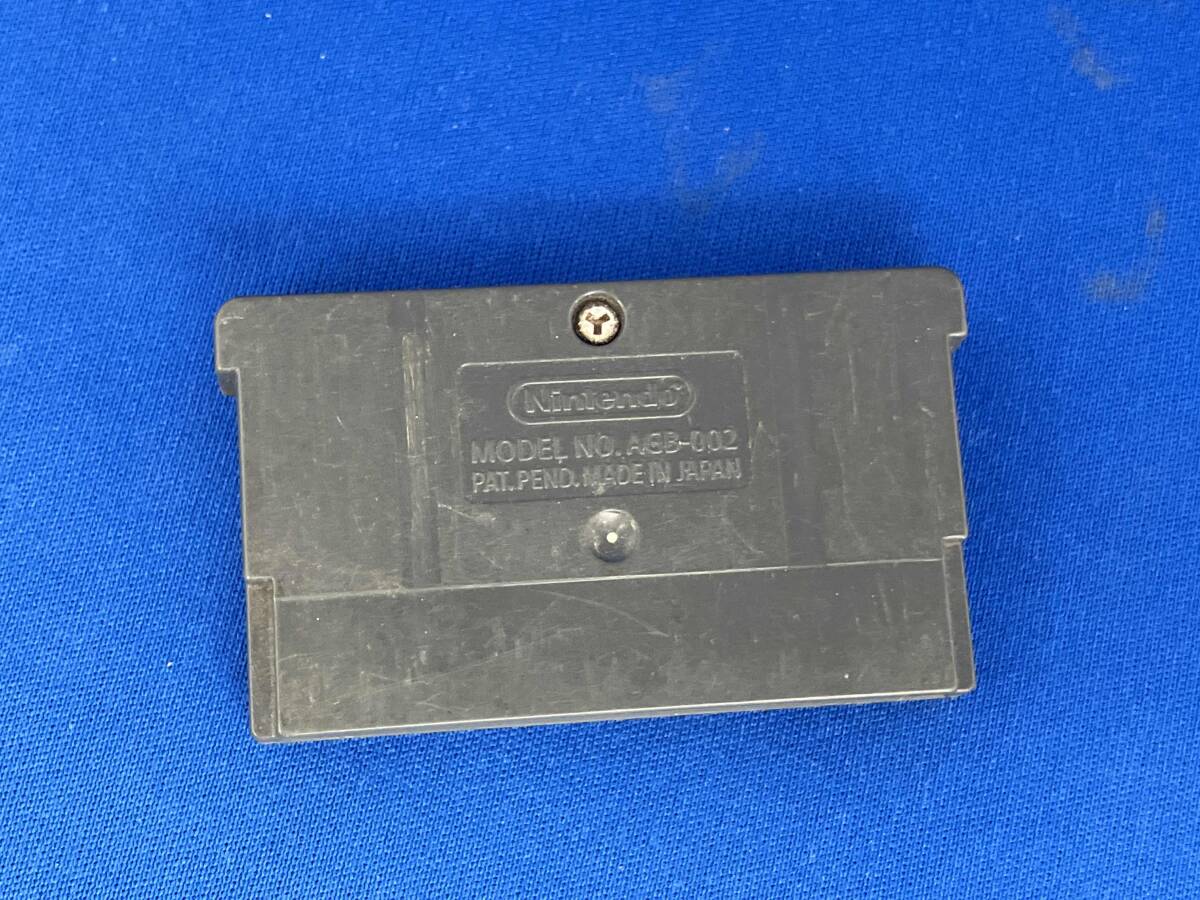 Nintendo
MODEL NO. AGB-002
PAT. PEND. MADE IN JAPAN